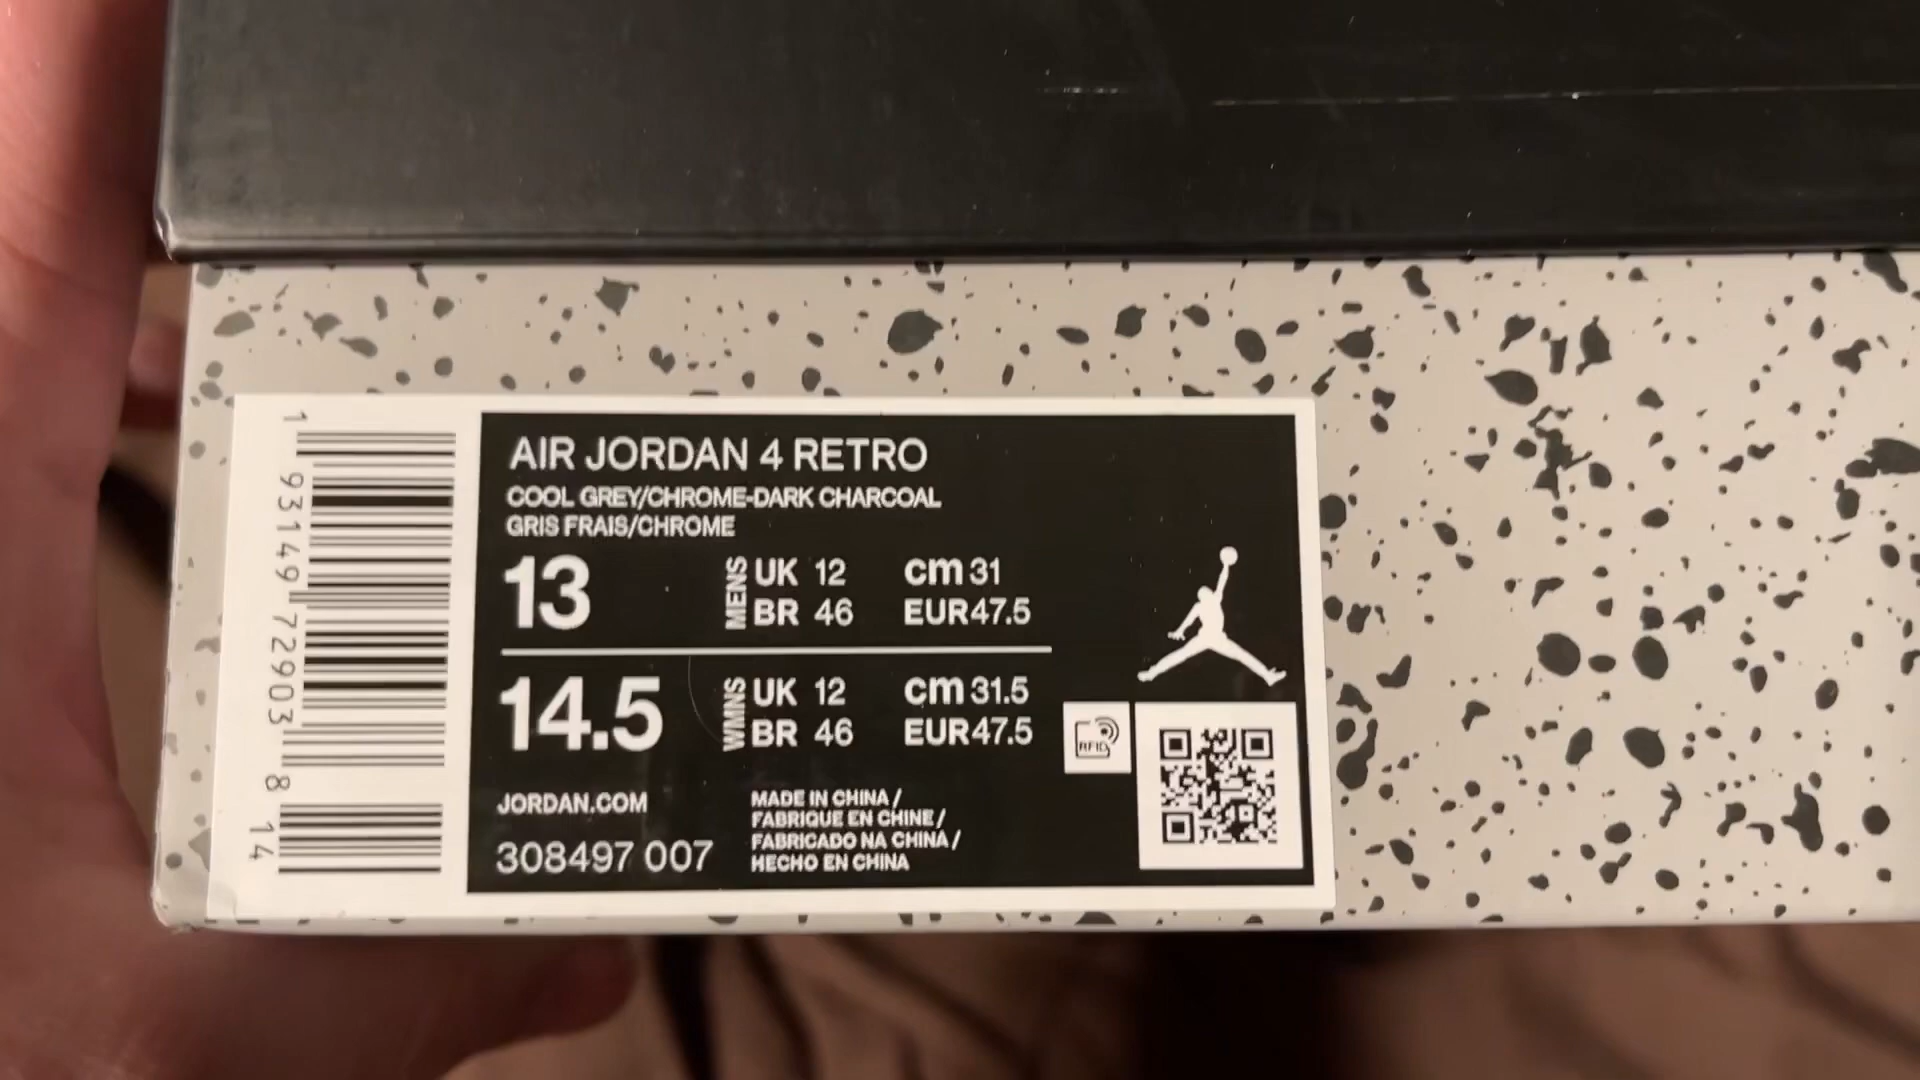 1 93149 72903 8 14
AIR JORDAN 4 RETRO
COOL GREY/CHROME-DARK CHARCOAL
GRIS FRAIS/CHROME
13 MENS UK 12 cm 31
BR 46 EUR 47.5
14.5 WMNS UK 12 cm 31.5
BR 46 EUR 47.5
RFID
JORDAN.COM
308497 007
MADE IN CHINA /
FABRIQUE EN CHINE /
FABRICADO NA CHINA /
HECHO EN CHINA